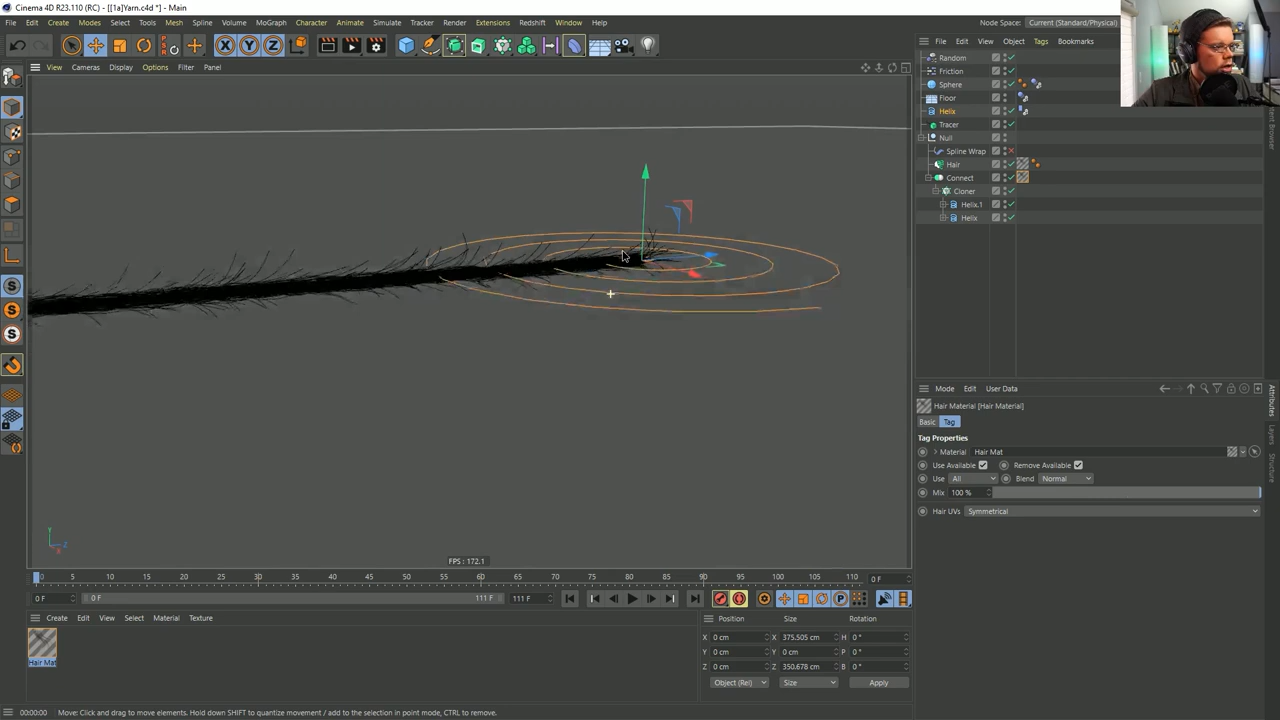 Cinema 4D R23.110 (RC) - [[1a]Yarn.c4d *] - Main
File Edit Create Modes Select Tools Mesh Spline Volume MoGraph Character Animate Simulate Tracker Render Extensions Redshift Window Help
Node Space: Current (Standard/Physical)
View Cameras Display Options Filter Panel
File Edit View Object Tags Bookmarks
Random
Friction
Sphere
Floor
Helix
Tracer
Null
Spline Wrap
Hair
Connect
Cloner
Helix.1
Helix
Mode Edit User Data
Hair Material [Hair Material]
Basic Tag
Tag Properties
Material Hair Mat
Use Available Remove Available
Use All Blend Normal
Mix 100 %
Hair UVs Symmetrical
Attributes
Layers
Structure
Y
Z
X
FPS : 172.1
0 5 10 15 20 25 30 35 40 45 50 55 60 65 70 75 80 85 90 95 100 105 110 0 F
0 F 0 F 111 F 111 F
Create Edit View Select Material Texture
Hair Mat
Position Size Rotation
X 0 cm X 375.505 cm H 0 °
Y 0 cm Y 0 cm P 0 °
Z 0 cm Z 350.678 cm B 0 °
Object (Rel) Size Apply
00:00:00 Move: Click and drag to move elements. Hold down SHIFT to quantize movement / add to the selection in point mode, CTRL to remove.